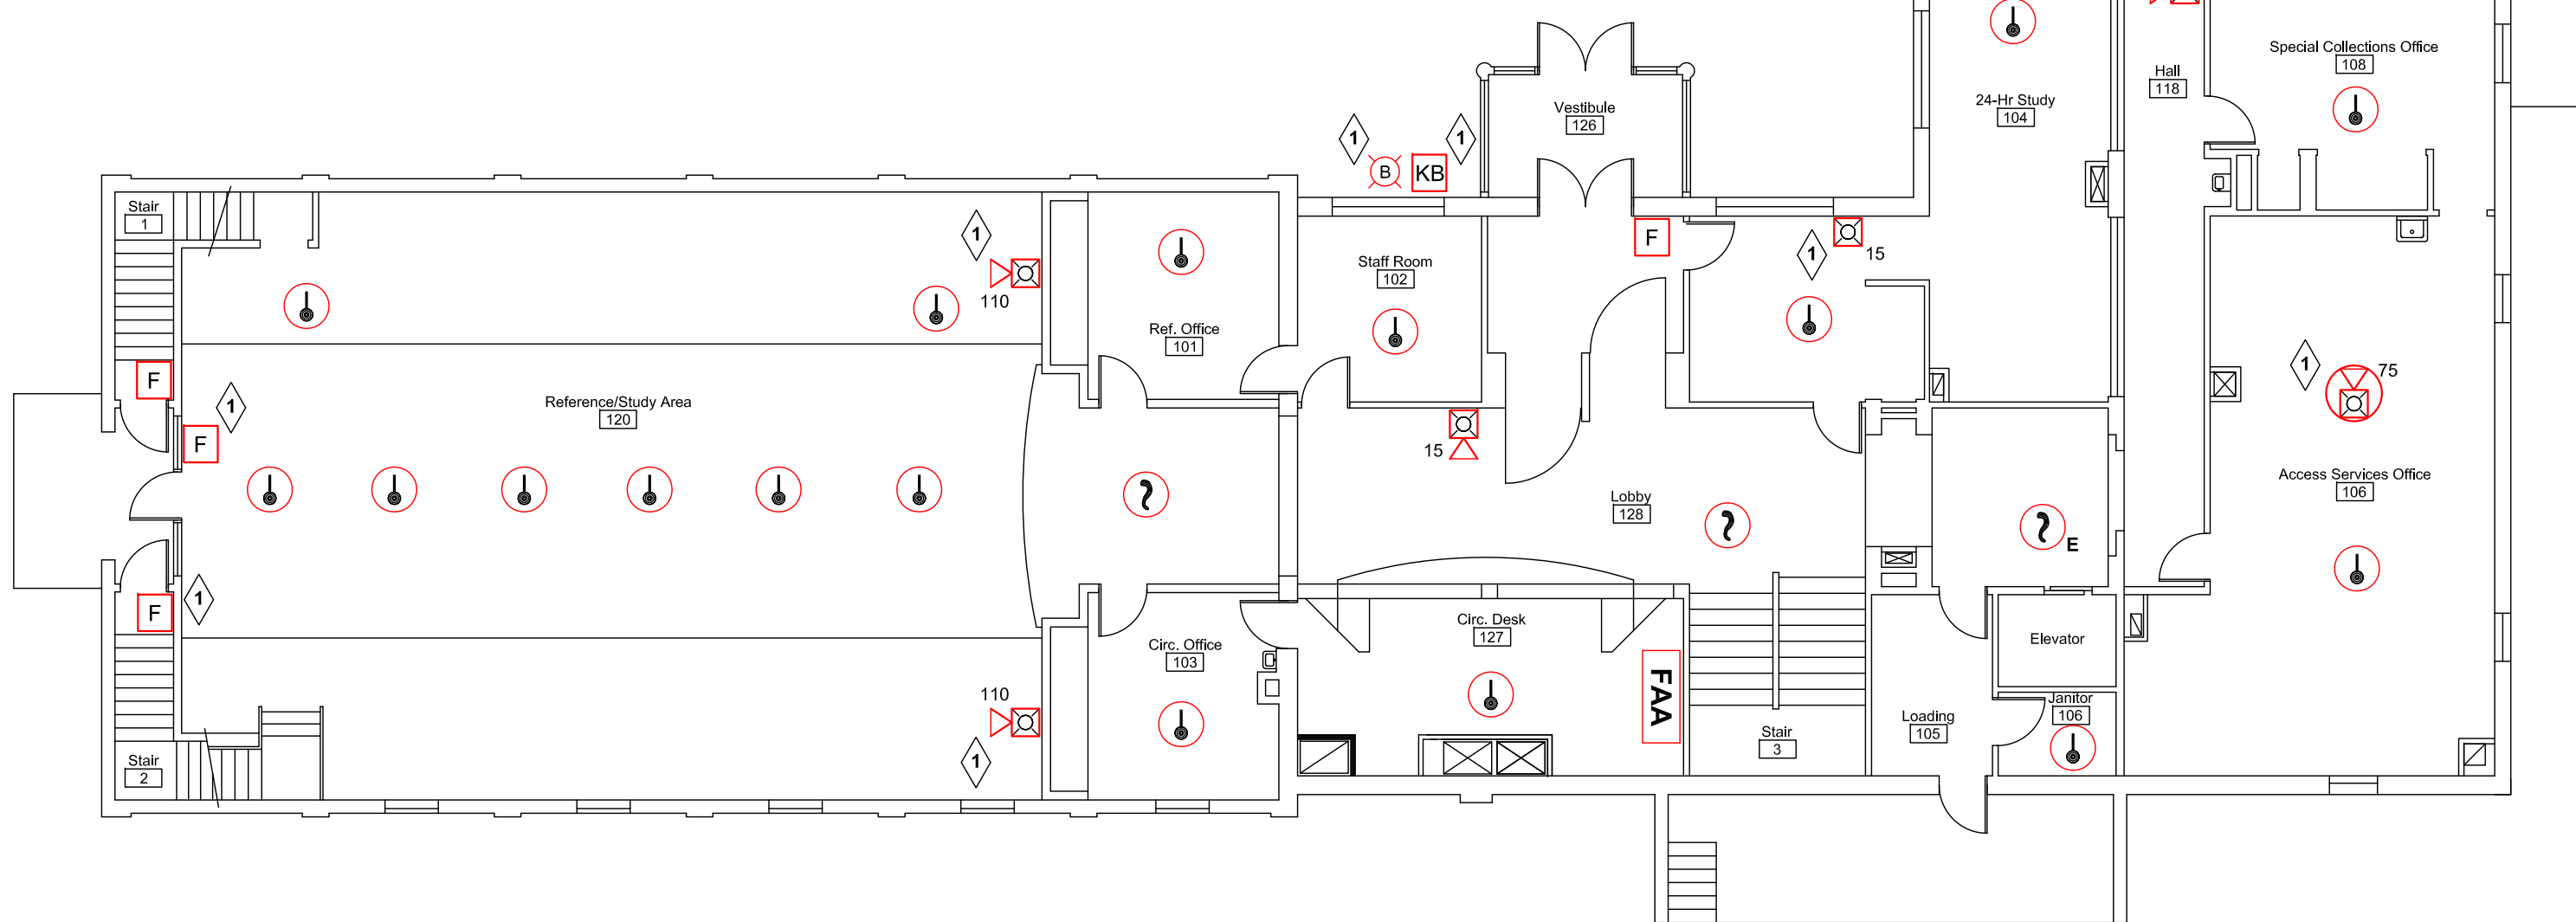 Special Collections Office
108
Hall
118
24-Hr Study
104
Vestibule
126
1
1
B
KB
Stair
1
1
110
Ref. Office
101
Staff Room
102
F
1
15
F
1
F
Reference/Study Area
120
15
1
75
Access Services Office
106
Lobby
128
E
F
1
110
1
Circ. Office
103
Circ. Desk
127
FAA
Elevator
Janitor
106
Loading
105
Stair
3
Stair
2